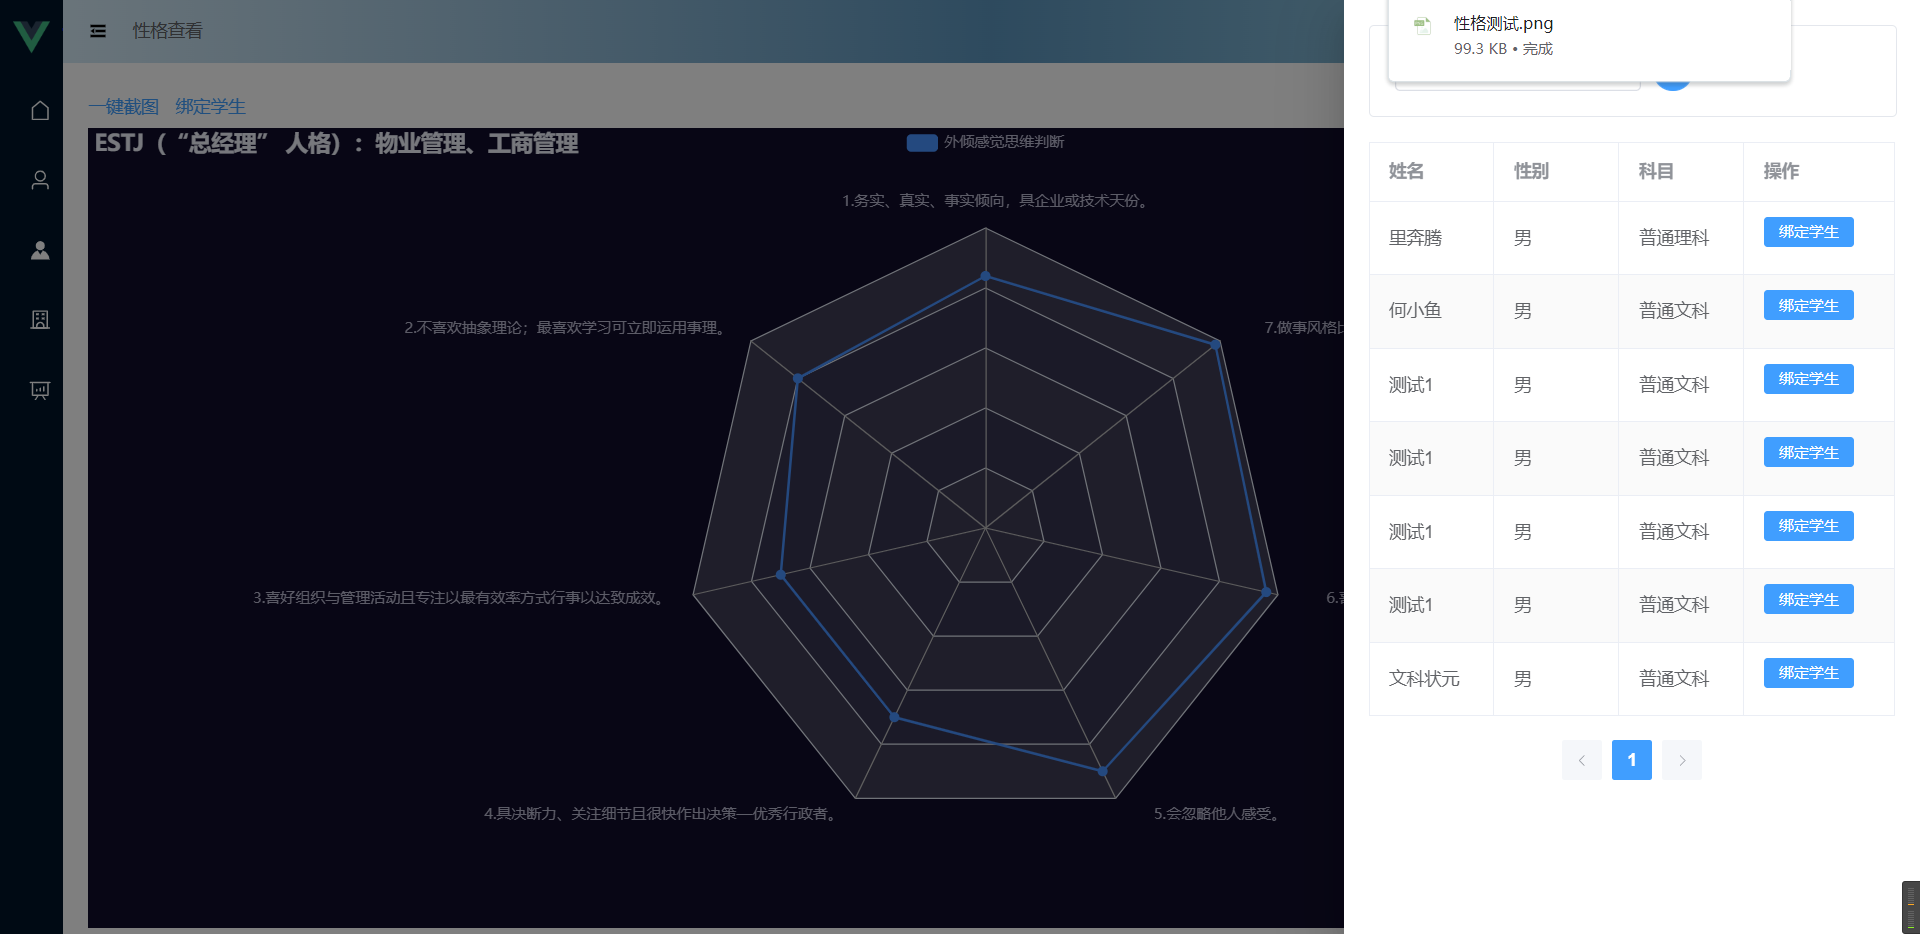 性格查看
一键截图 绑定学生
ESTJ（“总经理” 人格）：物业管理、工商管理
外倾感觉思维判断
1.务实、真实、事实倾向，具企业或技术天份。
2.不喜欢抽象理论；最喜欢学习可立即运用事理。
7.做事风格
3.喜好组织与管理活动且专注以最有效率方式行事以达致成效。
6.
4.具决断力、关注细节且很快作出决策—优秀行政者。
5.会忽略他人感受。
性格测试.png
99.3 KB • 完成
姓名 性别 科目 操作
里奔腾 男 普通理科 绑定学生
何小鱼 男 普通文科 绑定学生
测试1 男 普通文科 绑定学生
测试1 男 普通文科 绑定学生
测试1 男 普通文科 绑定学生
测试1 男 普通文科 绑定学生
文科状元 男 普通文科 绑定学生
1